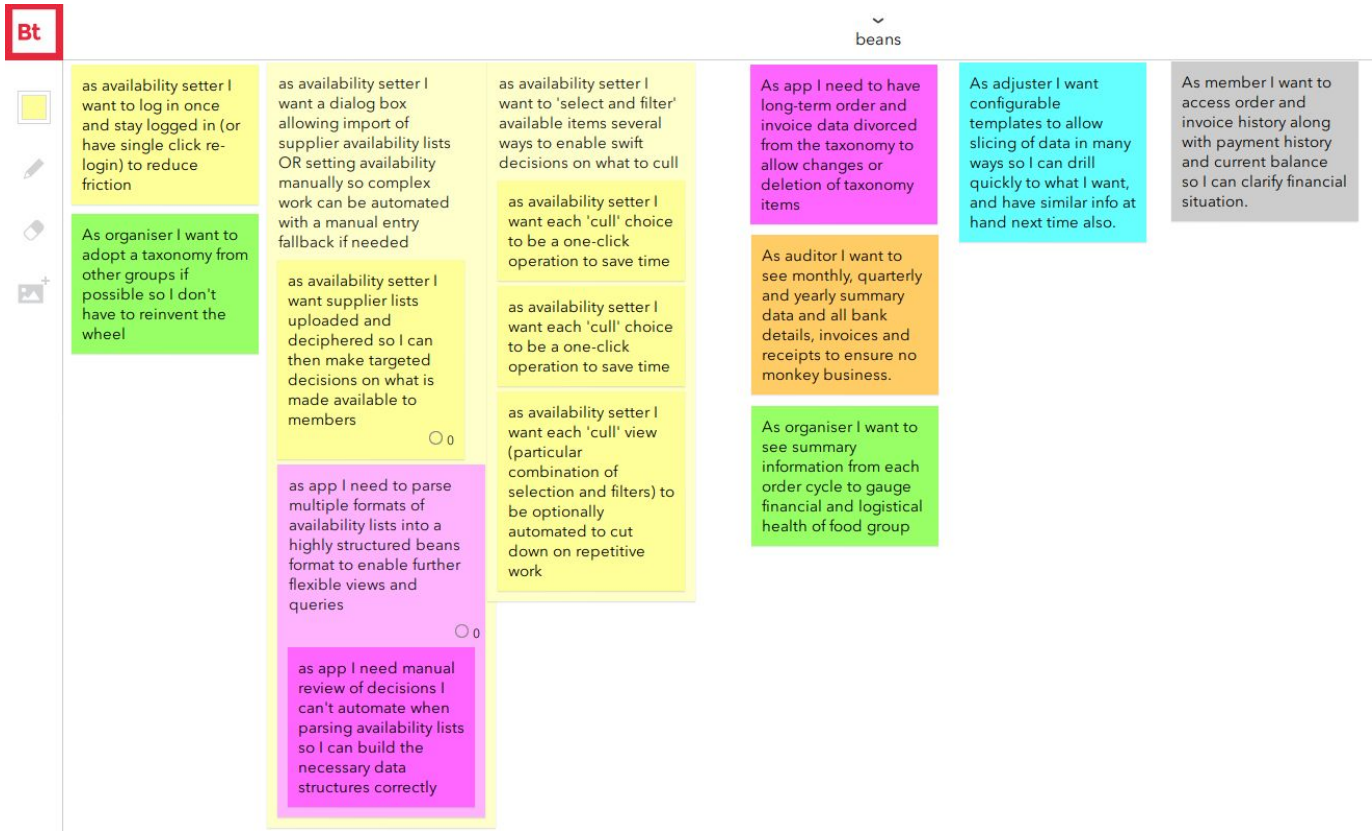 Bt
beans
as availability setter I
want to log in once
and stay logged in (or
have single click re-
login) to reduce
friction
As organiser I want to
adopt a taxonomy from
other groups if
possible so I don't
have to reinvent the
wheel
as availability setter I
want a dialog box
allowing import of
supplier availability lists
OR setting availability
manually so complex
work can be automated
with a manual entry
fallback if needed
as availability setter I
want supplier lists
uploaded and
deciphered so I can
then make targeted
decisions on what is
made available to
members
0
as app I need to parse
multiple formats of
availability lists into a
highly structured beans
format to enable further
flexible views and
queries
0
as app I need manual
review of decisions I
can't automate when
parsing availability lists
so I can build the
necessary data
structures correctly
as availability setter I
want to 'select and filter'
available items several
ways to enable swift
decisions on what to cull
as availability setter I
want each 'cull' choice
to be a one-click
operation to save time
as availability setter I
want each 'cull' choice
to be a one-click
operation to save time
as availability setter I
want each 'cull' view
(particular
combination of
selection and filters) to
be optionally
automated to cut
down on repetitive
work
As app I need to have
long-term order and
invoice data divorced
from the taxonomy to
allow changes or
deletion of taxonomy
items
As auditor I want to
see monthly, quarterly
and yearly summary
data and all bank
details, invoices and
receipts to ensure no
monkey business.
As organiser I want to
see summary
information from each
order cycle to gauge
financial and logistical
health of food group
As adjuster I want
configurable
templates to allow
slicing of data in many
ways so I can drill
quickly to what I want,
and have similar info at
hand next time also.
As member I want to
access order and
invoice history along
with payment history
and current balance
so I can clarify financial
situation.